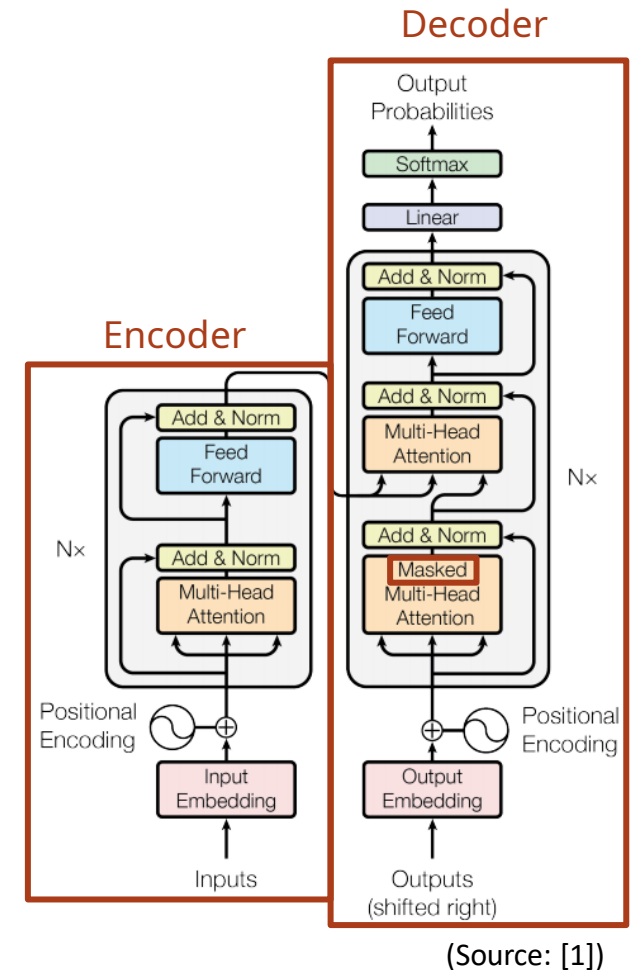 Decoder
Output
Probabilities
Softmax
Linear
Add & Norm
Feed
Forward
Add & Norm
Multi-Head
Attention
Nx
Add & Norm
Masked
Multi-Head
Attention
Positional
Encoding
Output
Embedding
Outputs
(shifted right)
Encoder
Add & Norm
Feed
Forward
Nx
Add & Norm
Multi-Head
Attention
Positional
Encoding
Input
Embedding
Inputs
(Source: [1])